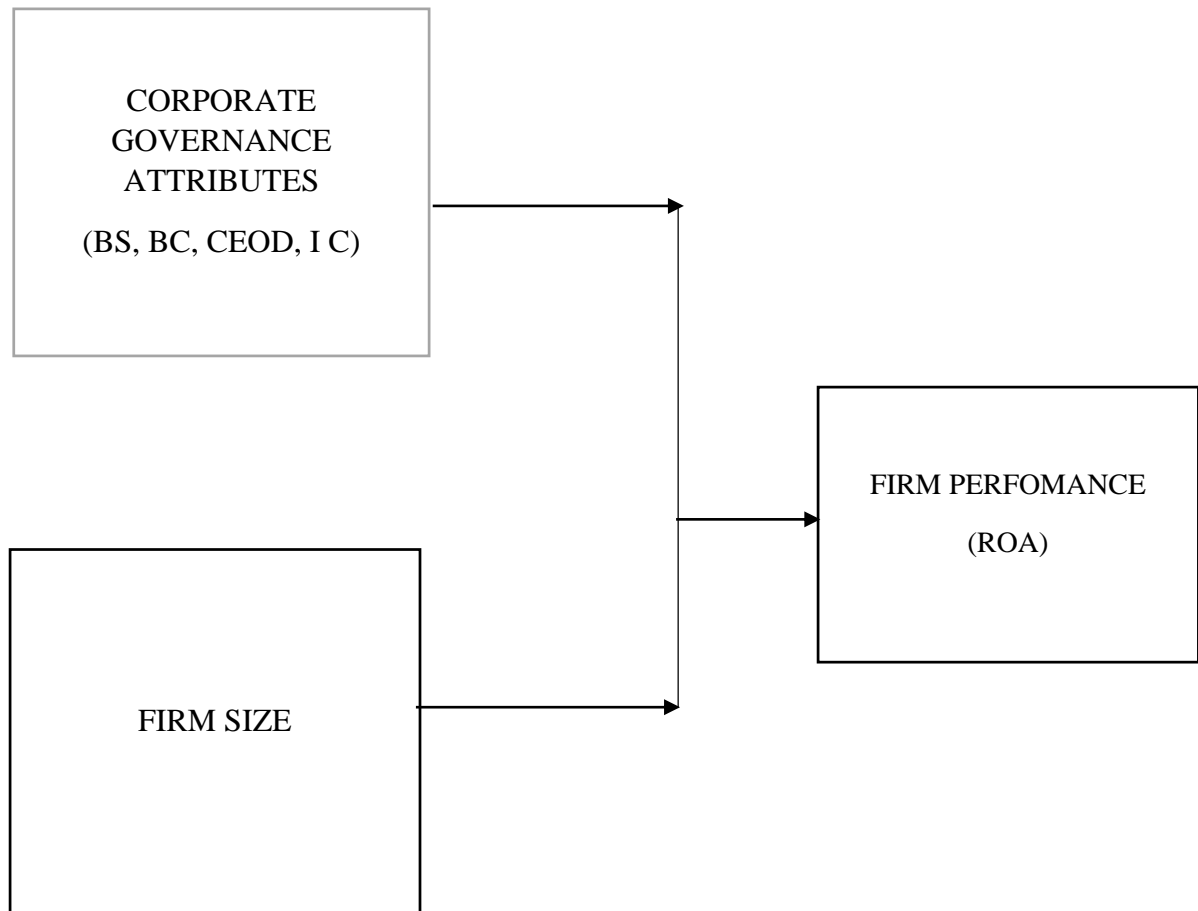 CORPORATE
GOVERNANCE
ATTRIBUTES
(BS, BC, CEOD, I C)
FIRM PERFOMANCE
(ROA)
FIRM SIZE